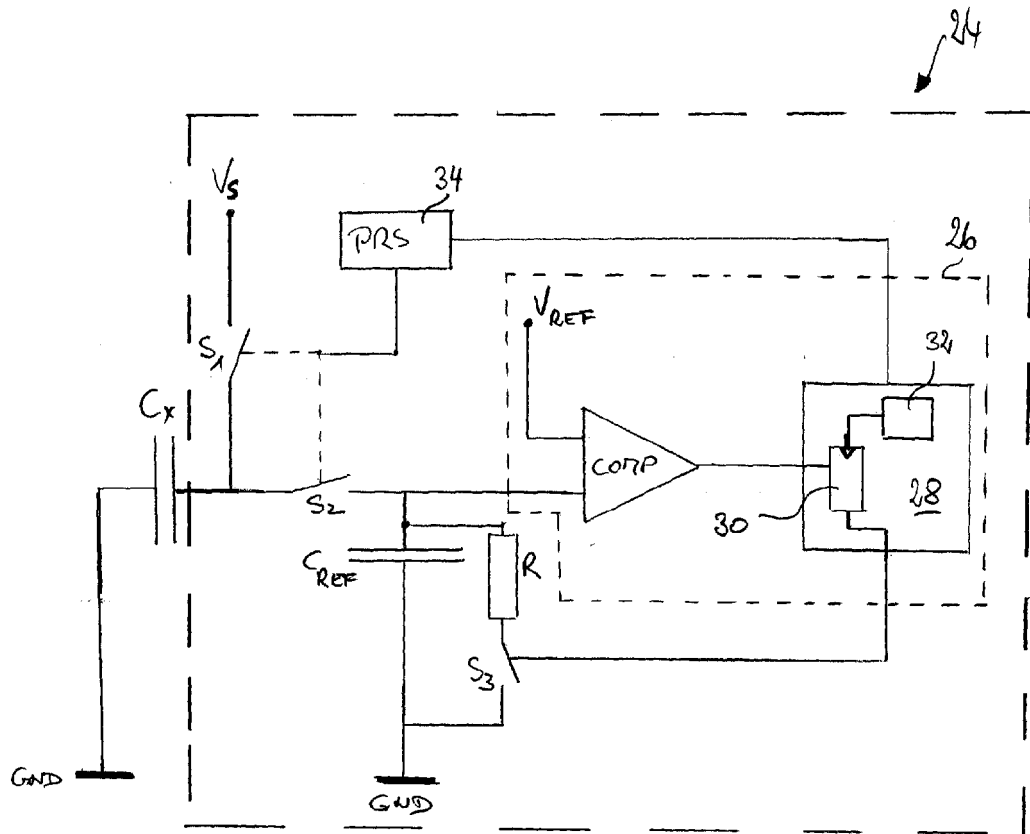 24
V_S
34
PRS
26
V_REF
S_1
32
C_x
COMP
S_2
30
28
C_REF
R
S_3
GND
GND